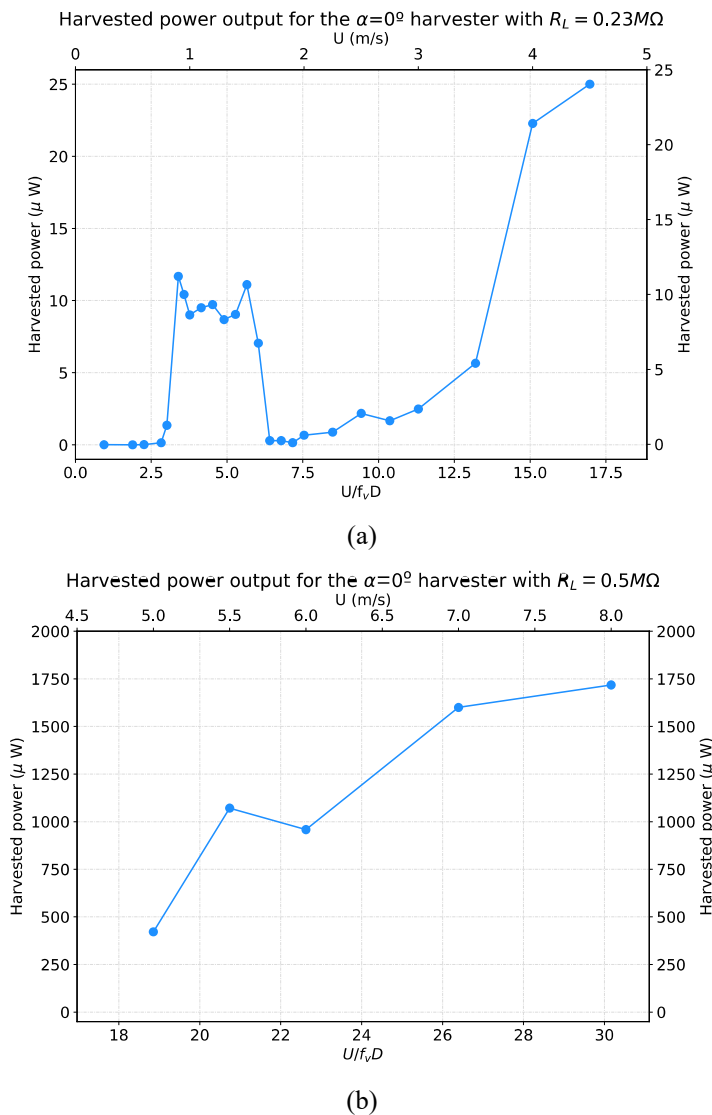 Harvested power output for the α=0º harvester with R_L = 0.23MΩ
U (m/s)
0 1 2 3 4 5
25 25
20 20
15 15
10 10
5 5
0 0
Harvested power (μ W)
Harvested power (μ W)
0.0 2.5 5.0 7.5 10.0 12.5 15.0 17.5
U/f_vD
(a)
Harvested power output for the α=0º harvester with R_L = 0.5MΩ
U (m/s)
4.5 5.0 5.5 6.0 6.5 7.0 7.5 8.0
2000 2000
1750 1750
1500 1500
1250 1250
1000 1000
750 750
500 500
250 250
0 0
Harvested power (μ W)
Harvested power (μ W)
18 20 22 24 26 28 30
U/f_vD
(b)